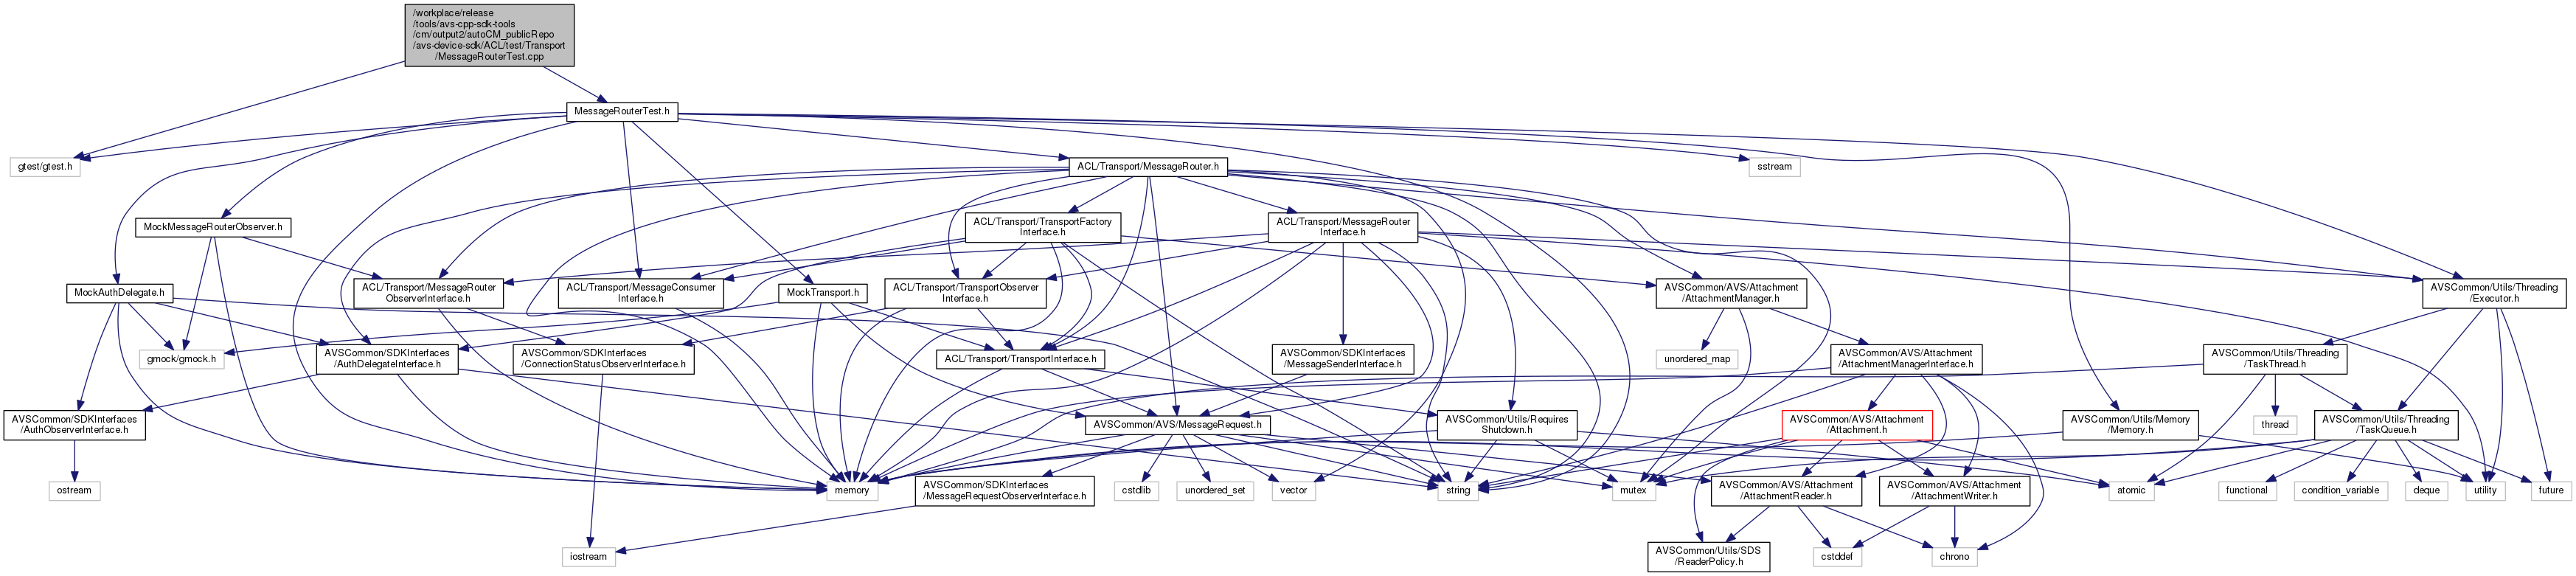 /workplace/release
/tools/avs-cpp-sdk-tools
/cm/output2/autoCM_publicRepo
/avs-device-sdk/ACL/test/Transport
/MessageRouterTest.cpp
MessageRouterTest.h
gtest/gtest.h
ACL/Transport/MessageRouter.h
sstream
MockMessageRouterObserver.h
ACL/Transport/TransportFactory
Interface.h
ACL/Transport/MessageRouter
Interface.h
MockAuthDelegate.h
ACL/Transport/MessageRouter
ObserverInterface.h
ACL/Transport/MessageConsumer
Interface.h
MockTransport.h
ACL/Transport/TransportObserver
Interface.h
AVSCommon/AVS/Attachment
/AttachmentManager.h
AVSCommon/Utils/Threading
/Executor.h
gmock/gmock.h
AVSCommon/SDKInterfaces
/AuthDelegateInterface.h
AVSCommon/SDKInterfaces
/ConnectionStatusObserverInterface.h
ACL/Transport/TransportInterface.h
AVSCommon/SDKInterfaces
/MessageSenderInterface.h
unordered_map
AVSCommon/AVS/Attachment
/AttachmentManagerInterface.h
AVSCommon/Utils/Threading
/TaskThread.h
AVSCommon/SDKInterfaces
/AuthObserverInterface.h
AVSCommon/AVS/MessageRequest.h
AVSCommon/Utils/Requires
Shutdown.h
AVSCommon/AVS/Attachment
/Attachment.h
AVSCommon/Utils/Memory
/Memory.h
thread
AVSCommon/Utils/Threading
/TaskQueue.h
ostream
memory
AVSCommon/SDKInterfaces
/MessageRequestObserverInterface.h
cstdlib
unordered_set
vector
string
mutex
AVSCommon/AVS/Attachment
/AttachmentReader.h
AVSCommon/AVS/Attachment
/AttachmentWriter.h
atomic
functional
condition_variable
deque
utility
future
iostream
AVSCommon/Utils/SDS
/ReaderPolicy.h
cstddef
chrono